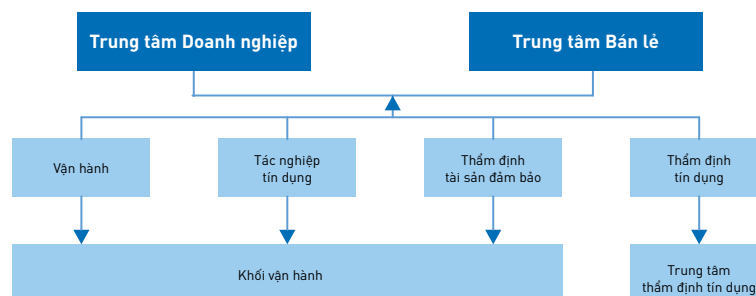 Trung tâm Doanh nghiệp
Trung tâm Bán lẻ
Vận hành
Tác nghiệp
tín dụng
Thẩm định
tài sản đảm bảo
Thẩm định
tín dụng
Khối vận hành
Trung tâm
thẩm định tín dụng